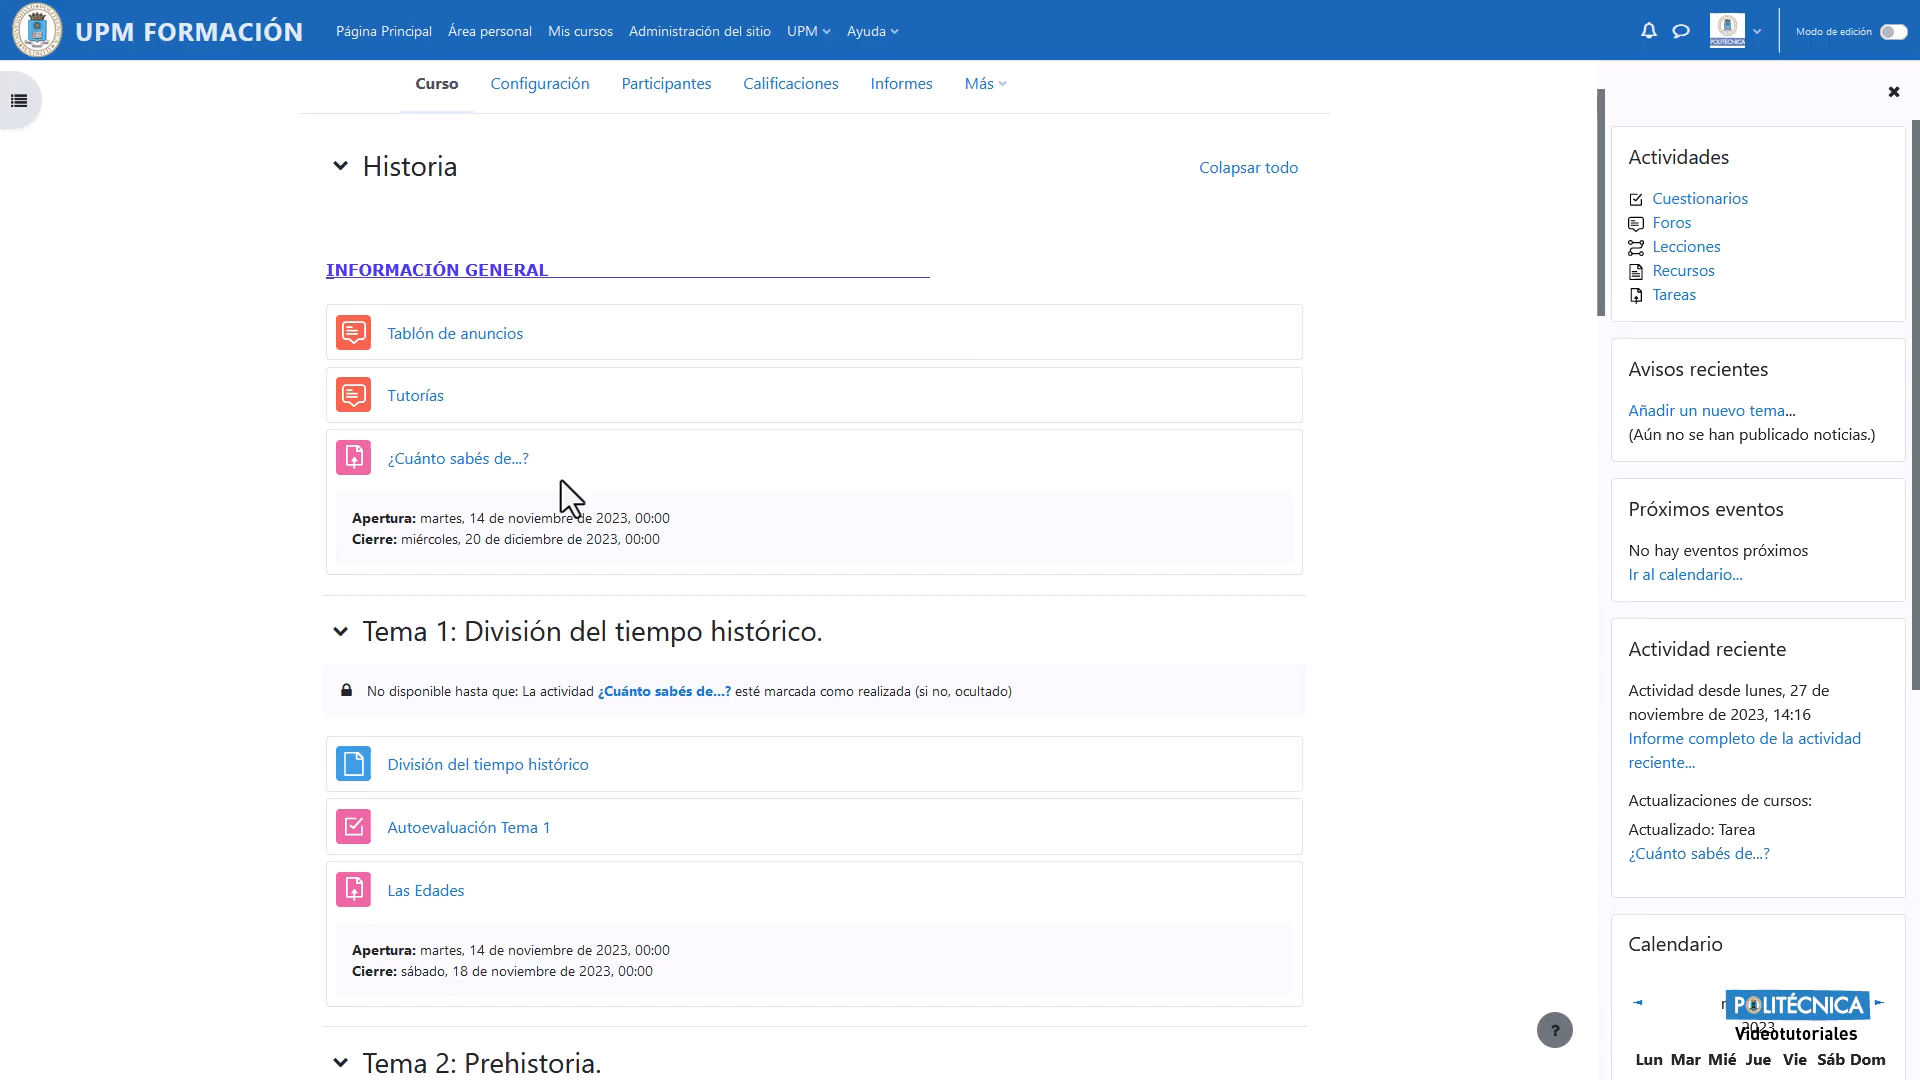 UPM FORMACIÓN
Página Principal Área personal Mis cursos Administración del sitio UPM Ayuda
Modo de edición
Curso Configuración Participantes Calificaciones Informes Más
Historia
Colapsar todo
INFORMACIÓN GENERAL
Tablón de anuncios
Tutorías
¿Cuánto sabés de...?
Apertura: martes, 14 de noviembre de 2023, 00:00
Cierre: miércoles, 20 de diciembre de 2023, 00:00
Tema 1: División del tiempo histórico.
No disponible hasta que: La actividad ¿Cuánto sabés de...? esté marcada como realizada (si no, ocultado)
División del tiempo histórico
Autoevaluación Tema 1
Las Edades
Apertura: martes, 14 de noviembre de 2023, 00:00
Cierre: sábado, 18 de noviembre de 2023, 00:00
Tema 2: Prehistoria.
?
Actividades
Cuestionarios
Foros
Lecciones
Recursos
Tareas
Avisos recientes
Añadir un nuevo tema...
(Aún no se han publicado noticias.)
Próximos eventos
No hay eventos próximos
Ir al calendario...
Actividad reciente
Actividad desde lunes, 27 de
noviembre de 2023, 14:16
Informe completo de la actividad
reciente...
Actualizaciones de cursos:
Actualizado: Tarea
¿Cuánto sabés de...?
Calendario
POLITÉCNICA
2023
Videotutoriales
Lun Mar Mié Jue Vie Sáb Dom